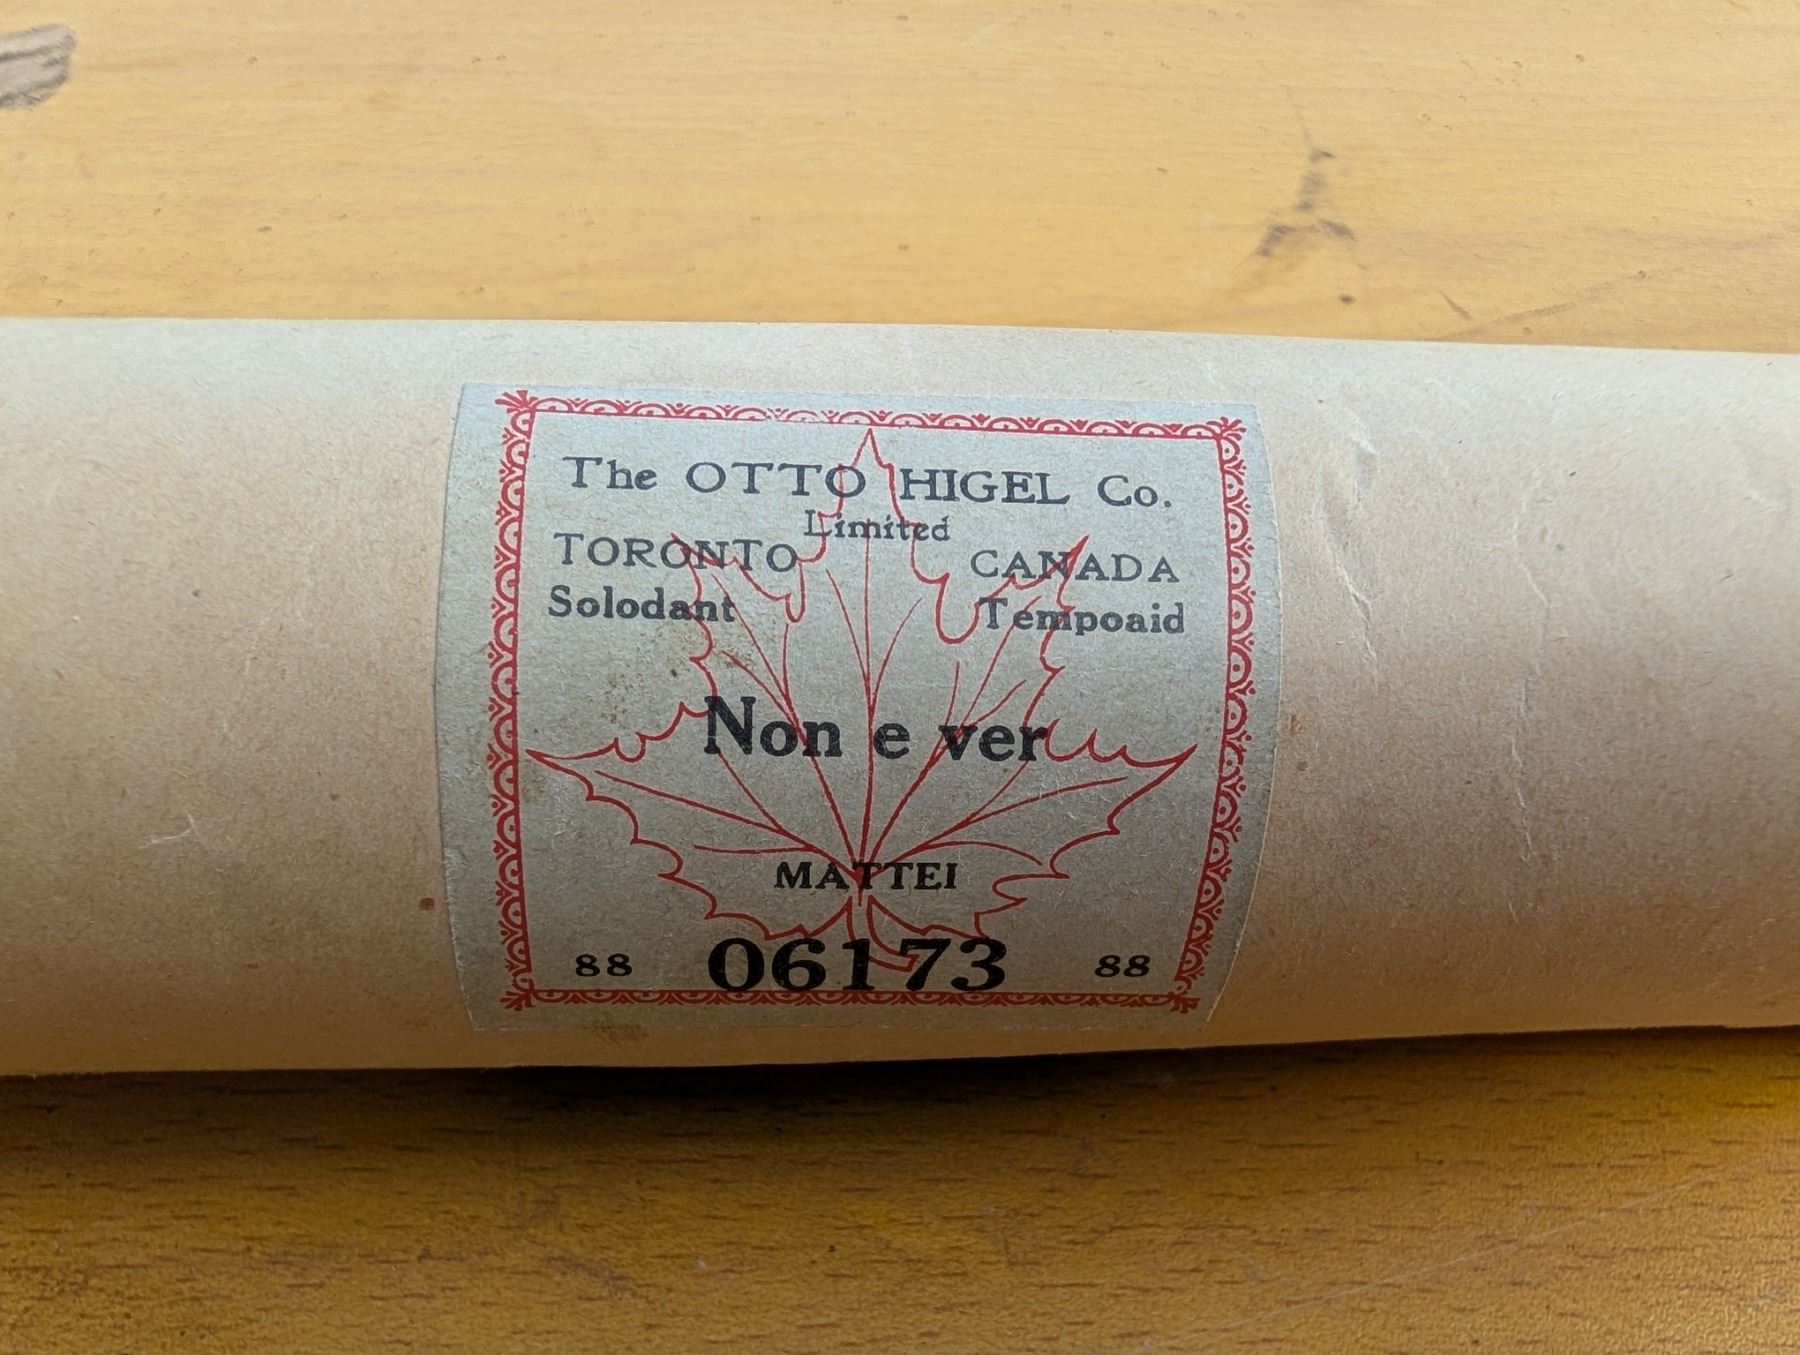 The OTTO HIGEL Co.
Limited
TORONTO CANADA
Solodant Tempoaid
Non e ver
MATTEI
88 06173 88